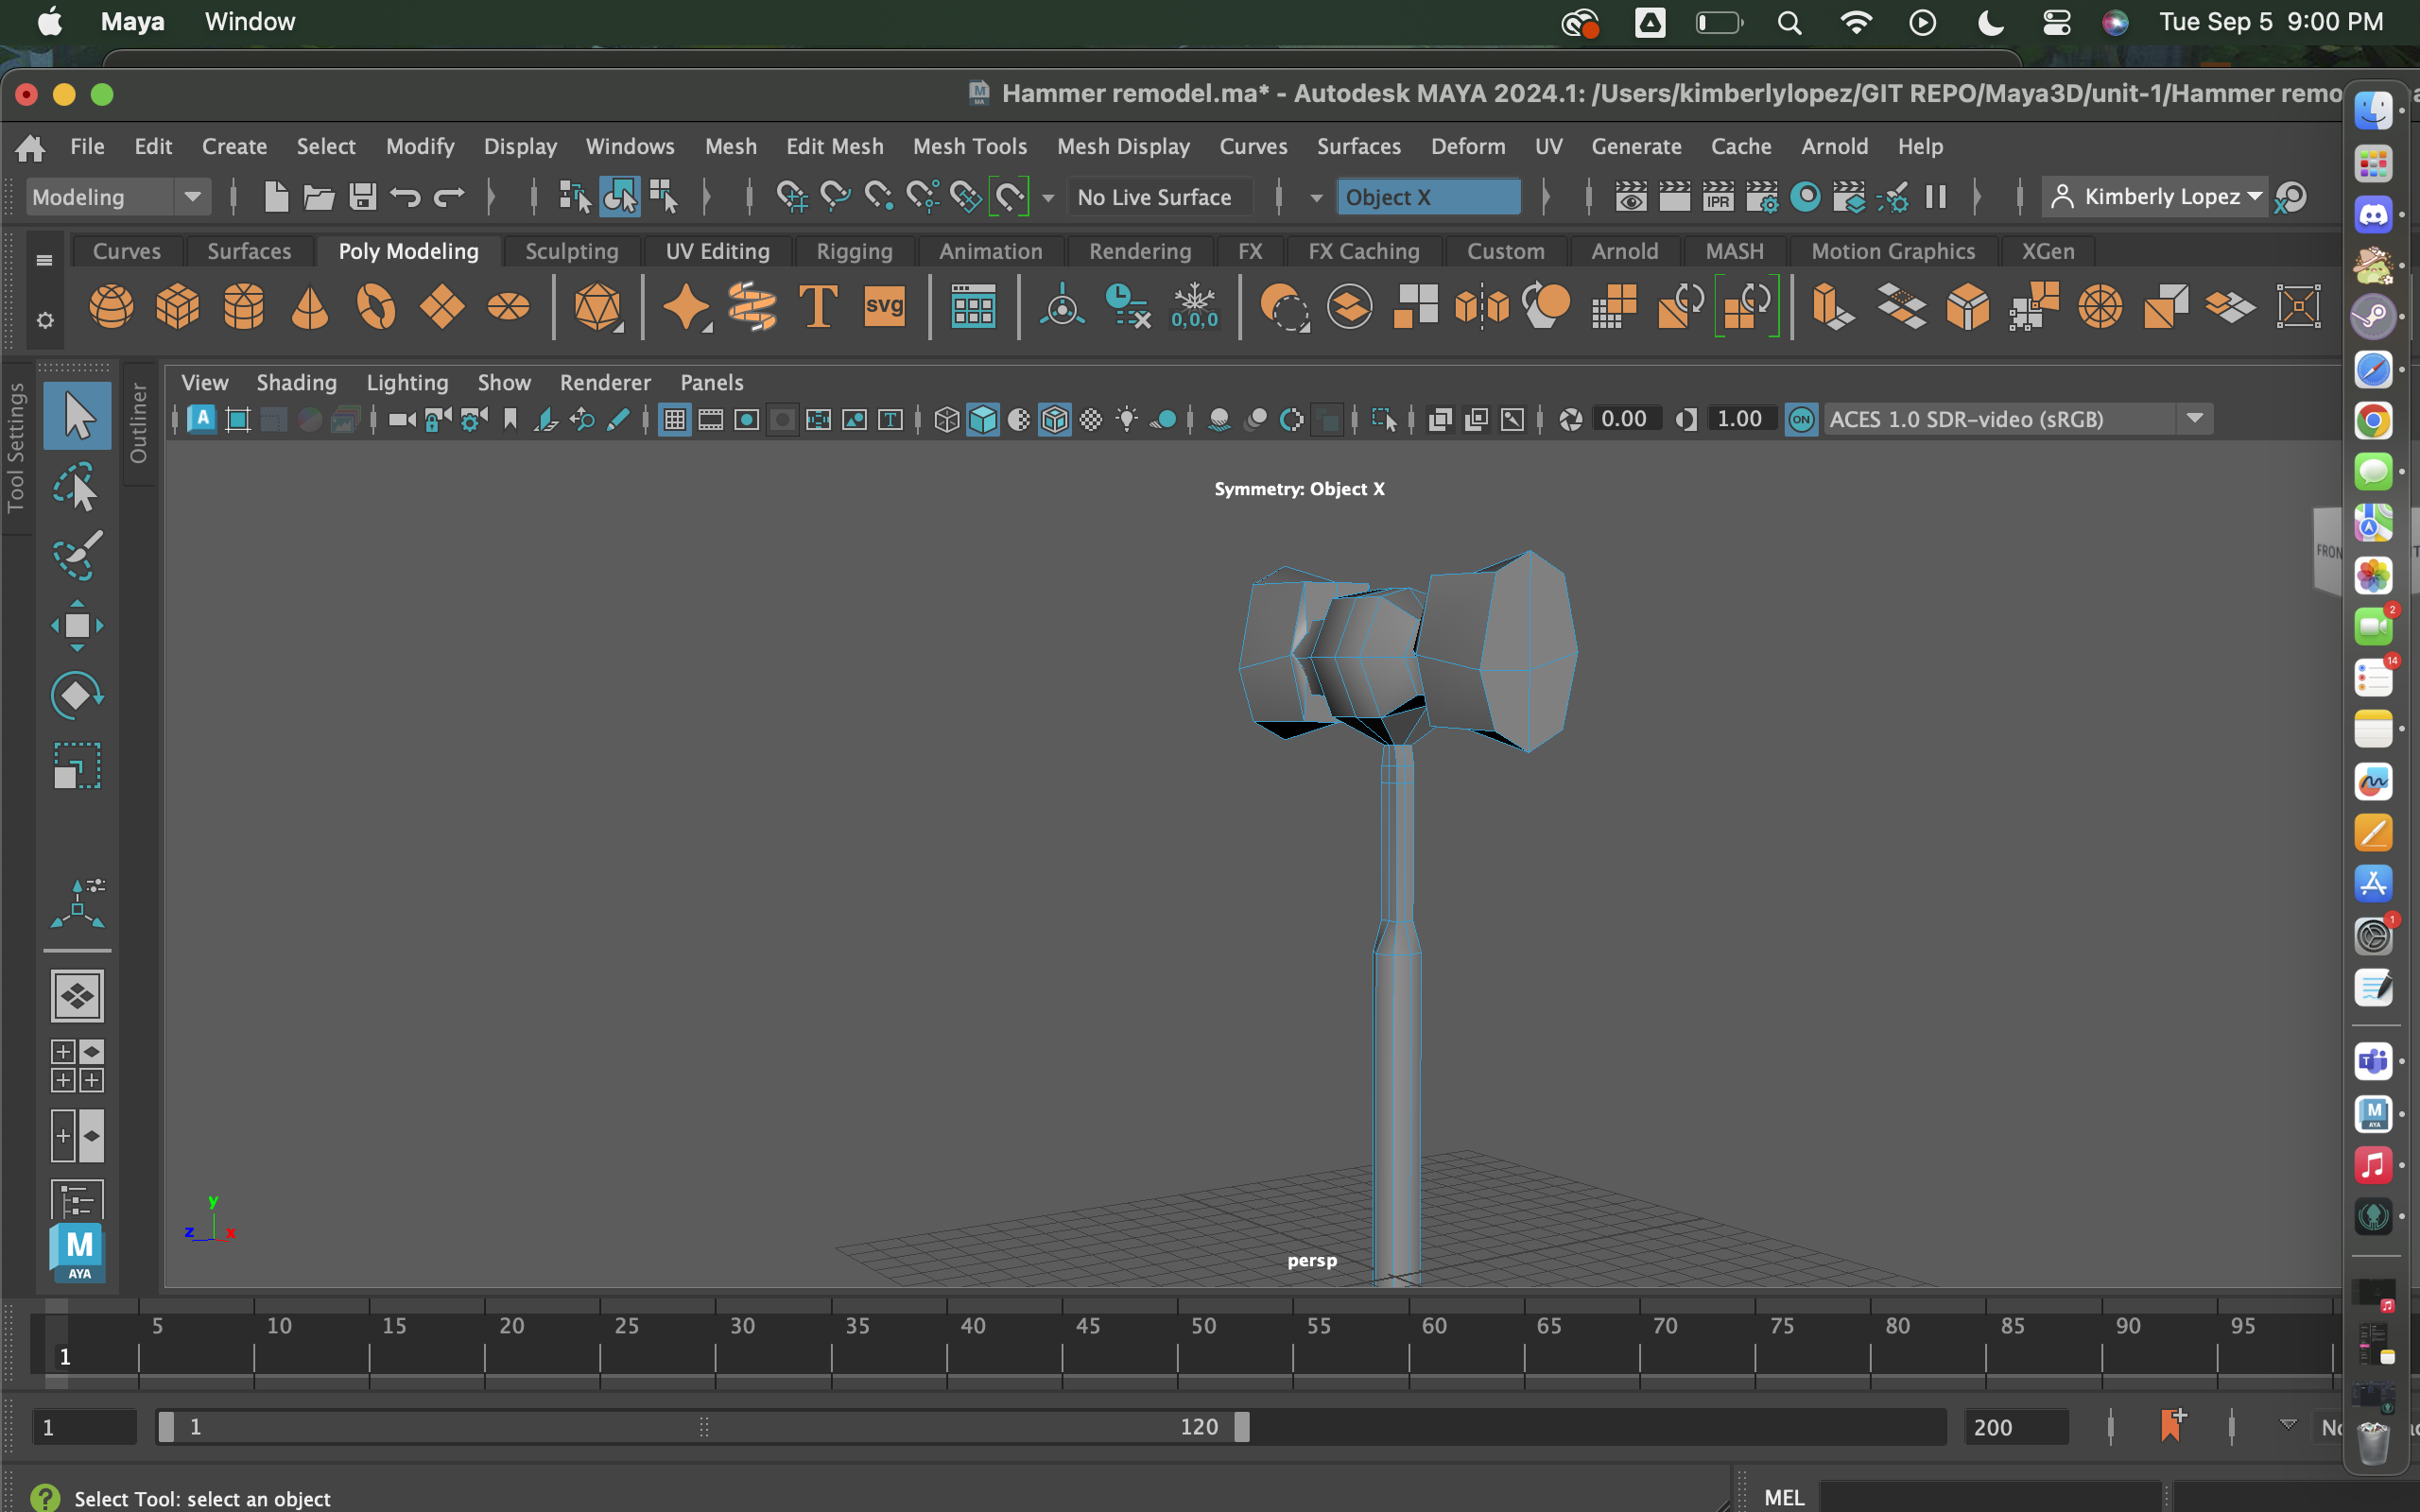 Maya Window Tue Sep 5 9:00 PM
Hammer remodel.ma* - Autodesk MAYA 2024.1: /Users/kimberlylopez/GIT REPO/Maya3D/unit-1/Hammer remo
File Edit Create Select Modify Display Windows Mesh Edit Mesh Mesh Tools Mesh Display Curves Surfaces Deform UV Generate Cache Arnold Help
Modeling No Live Surface Object X IPR Kimberly Lopez
Curves Surfaces Poly Modeling Sculpting UV Editing Rigging Animation Rendering FX FX Caching Custom Arnold MASH Motion Graphics XGen
T svg 0,0,0
Tool Settings
Outliner
View Shading Lighting Show Renderer Panels
A T 0.00 1.00 ON ACES 1.0 SDR-video (sRGB)
Symmetry: Object X
FRON
2
14
1
y
z x
persp
M
AYA
M
AYA
5 10 15 20 25 30 35 40 45 50 55 60 65 70 75 80 85 90 95
1
1 1 120 200
? Select Tool: select an object MEL